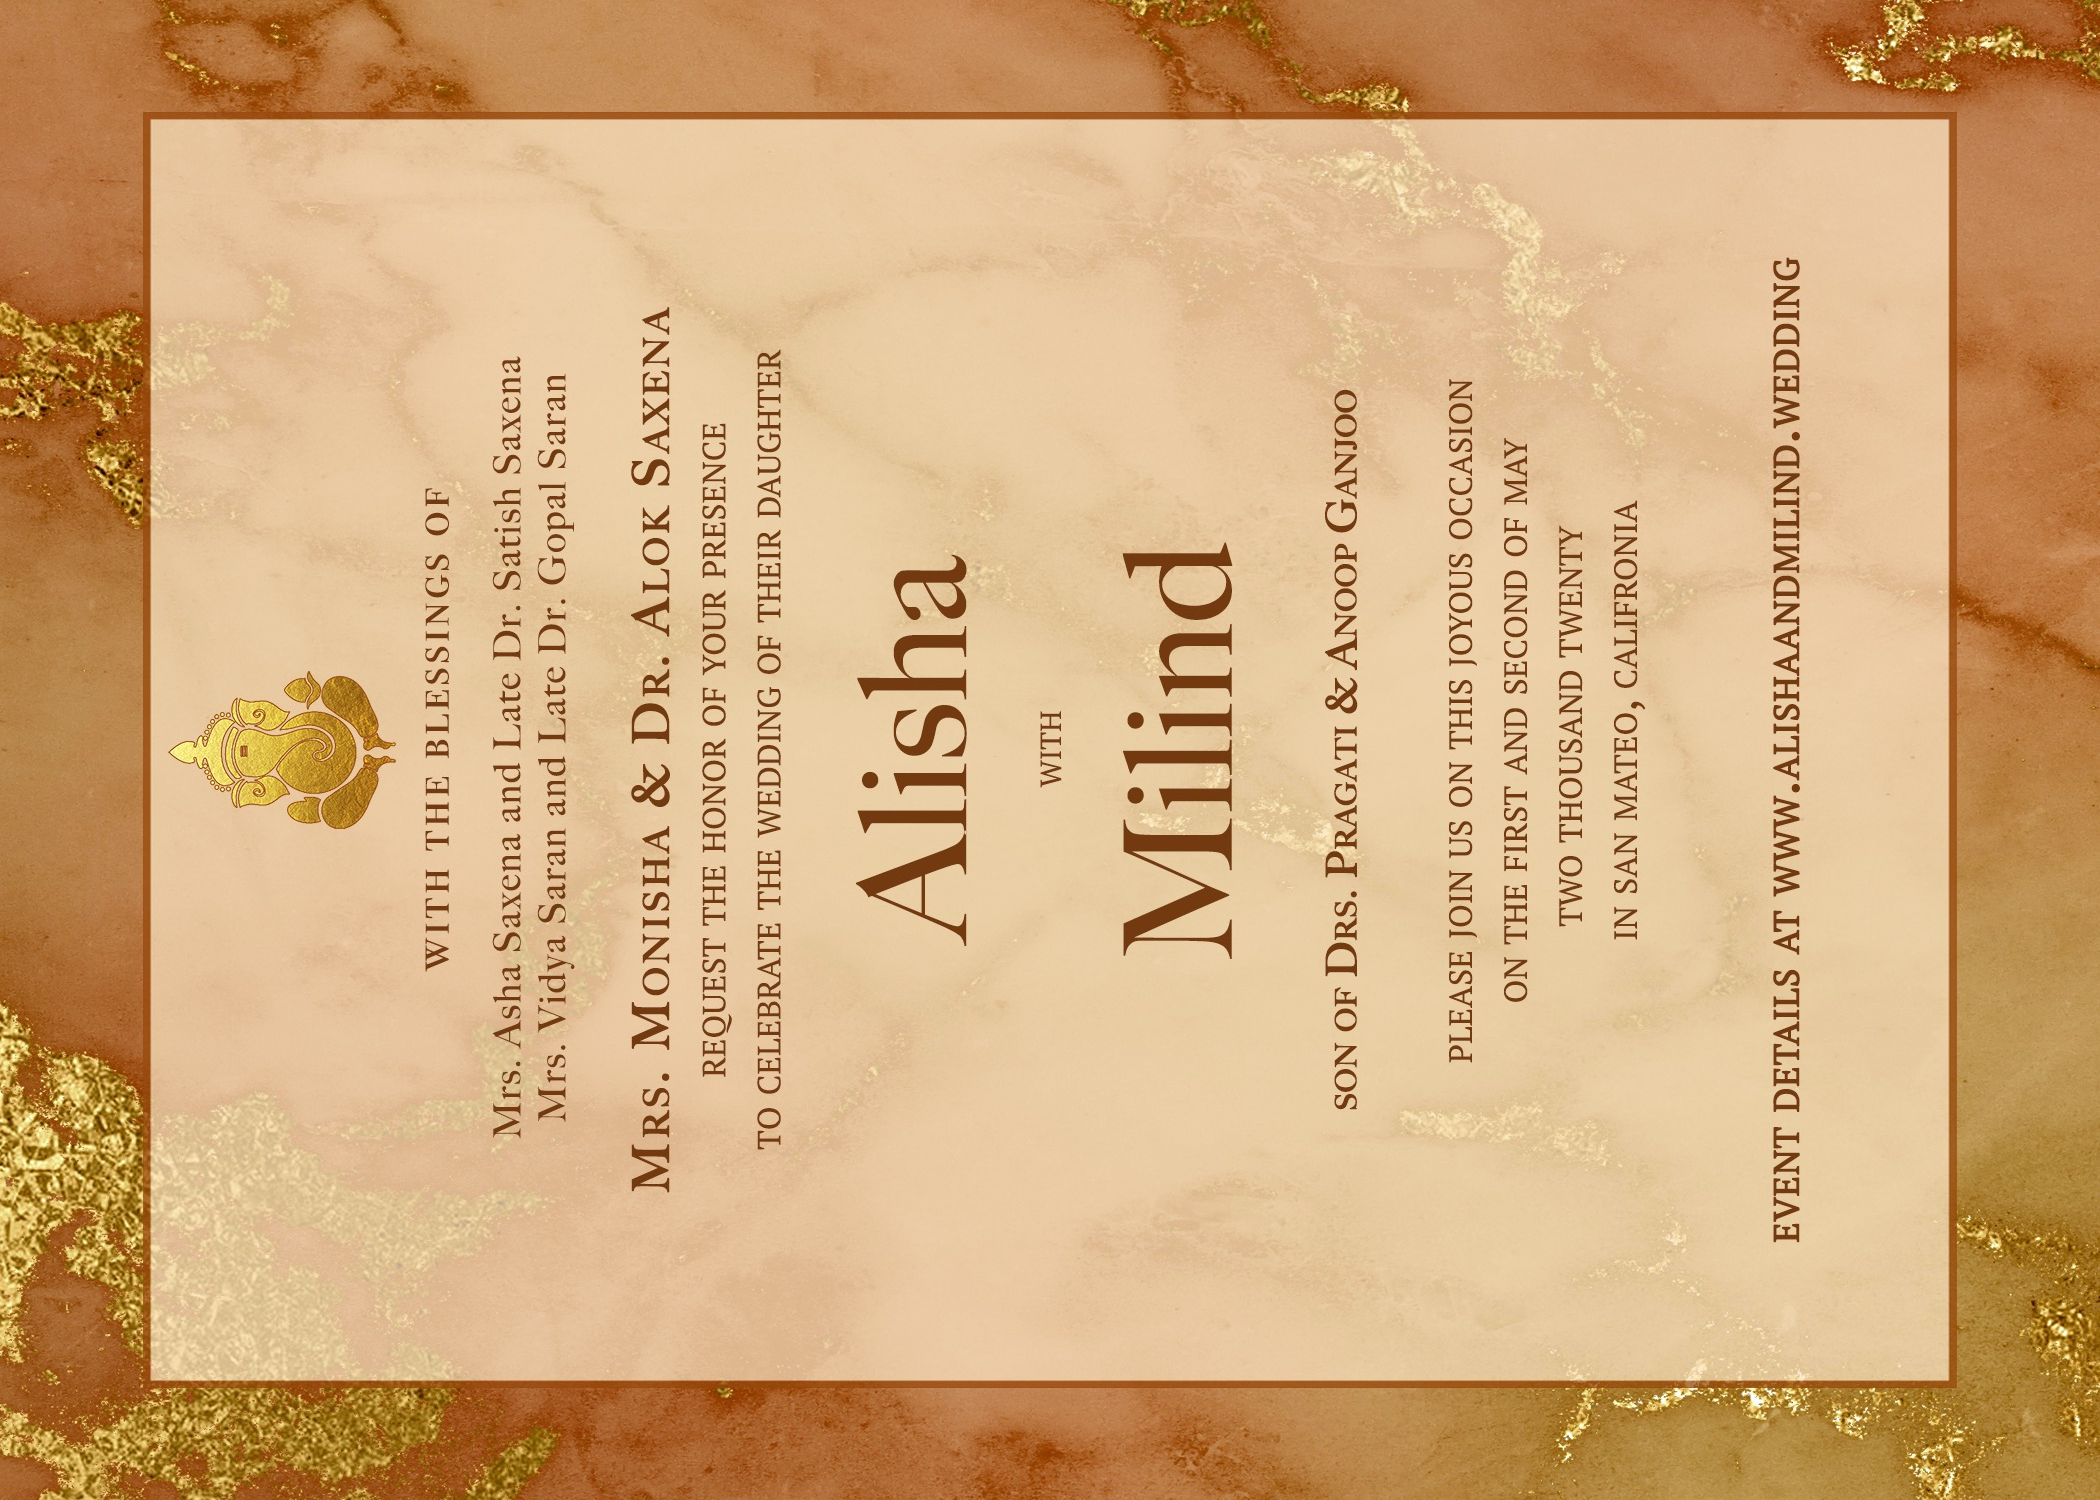 WITH THE BLESSINGS OF
Mrs. Asha Saxena and Late Dr. Satish Saxena
Mrs. Vidya Saran and Late Dr. Gopal Saran
MRS. MONISHA & DR. ALOK SAXENA
REQUEST THE HONOR OF YOUR PRESENCE
TO CELEBRATE THE WEDDING OF THEIR DAUGHTER
Alisha
WITH
Milind
SON OF DRS. PRAGATI & ANOOP GANJOO
PLEASE JOIN US ON THIS JOYOUS OCCASION
ON THE FIRST AND SECOND OF MAY
TWO THOUSAND TWENTY
IN SAN MATEO, CALIFRONIA
EVENT DETAILS AT WWW.ALISHAANDMILIND.WEDDING